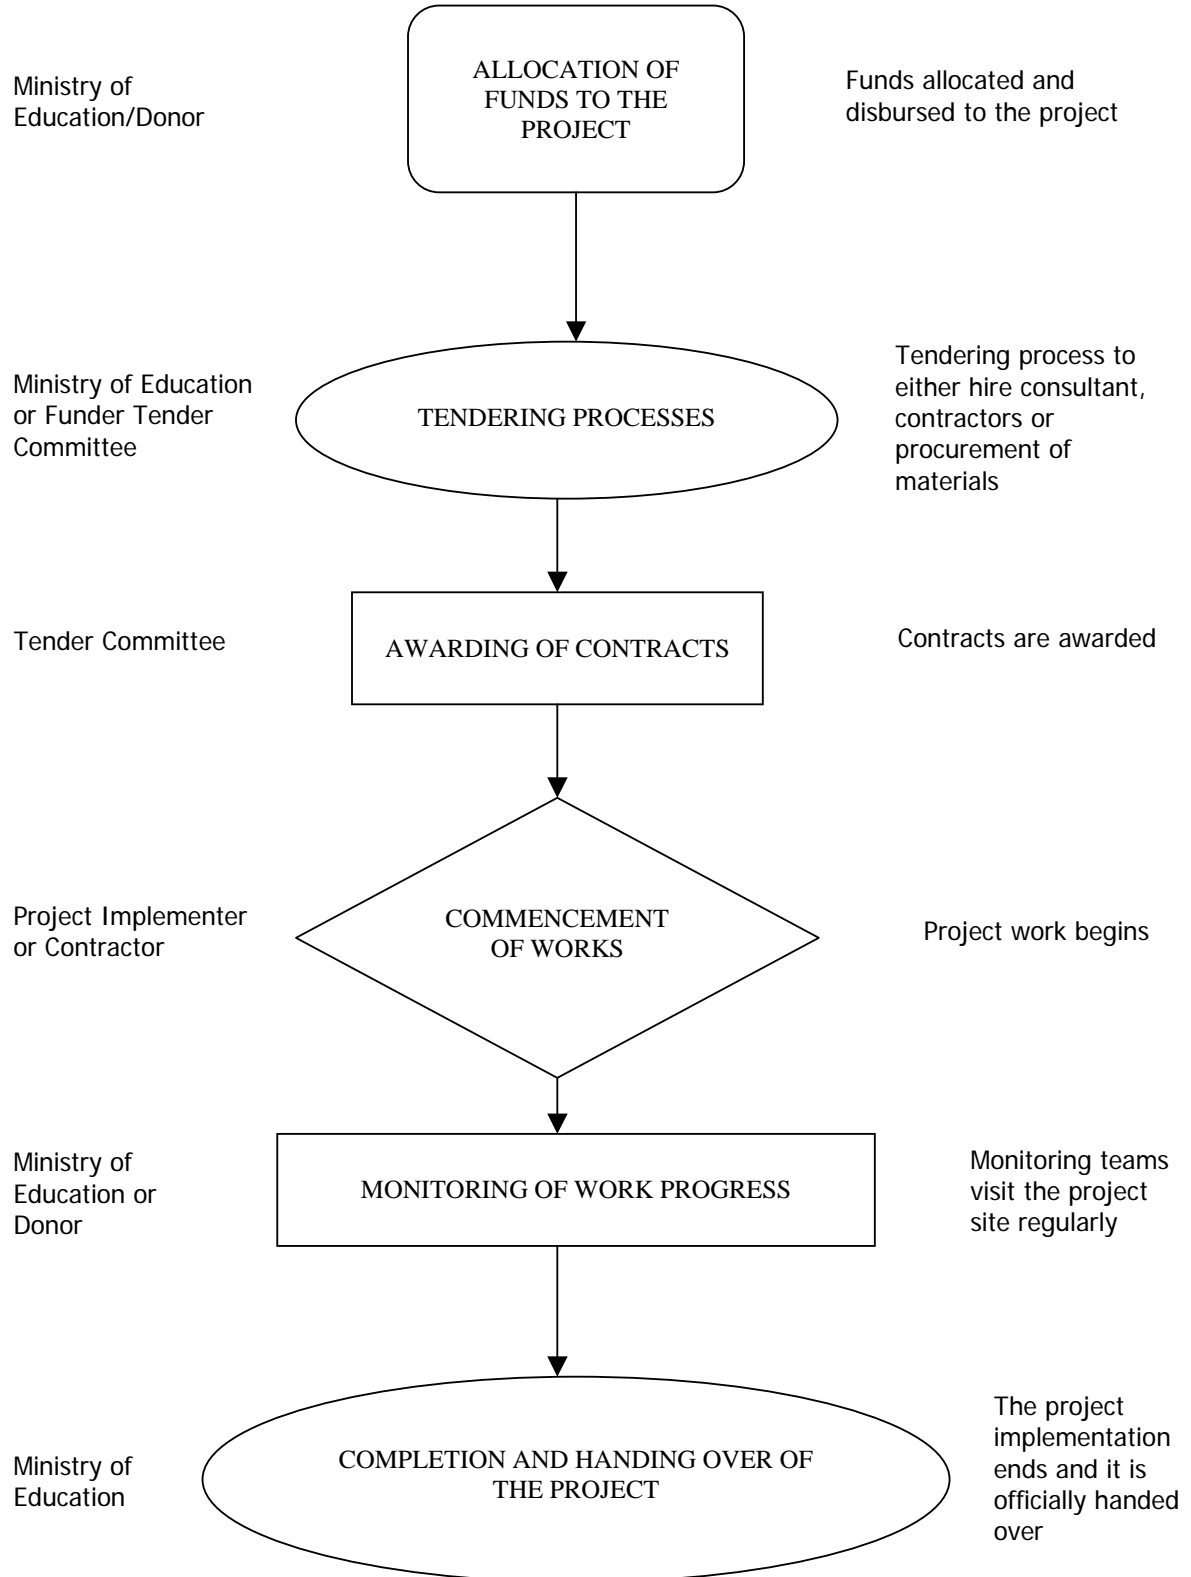 Ministry of
Education/Donor
ALLOCATION OF
FUNDS TO THE
PROJECT
Funds allocated and
disbursed to the project
Ministry of Education
or Funder Tender
Committee
TENDERING PROCESSES
Tendering process to
either hire consultant,
contractors or
procurement of
materials
Tender Committee
AWARDING OF CONTRACTS
Contracts are awarded
Project Implementer
or Contractor
COMMENCEMENT
OF WORKS
Project work begins
Ministry of
Education or
Donor
MONITORING OF WORK PROGRESS
Monitoring teams
visit the project
site regularly
Ministry of
Education
COMPLETION AND HANDING OVER OF
THE PROJECT
The project
implementation
ends and it is
officially handed
over